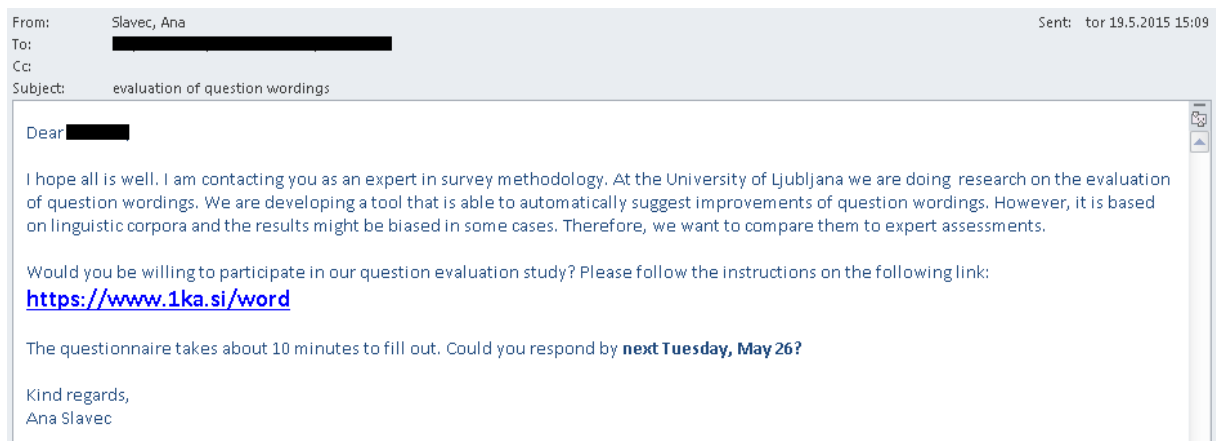 From: Slavec, Ana Sent: tor 19.5.2015 15:09
To:
Cc:
Subject: evaluation of question wordings
Dear
I hope all is well. I am contacting you as an expert in survey methodology. At the University of Ljubljana we are doing research on the evaluation
of question wordings. We are developing a tool that is able to automatically suggest improvements of question wordings. However, it is based
on linguistic corpora and the results might be biased in some cases. Therefore, we want to compare them to expert assessments.
Would you be willing to participate in our question evaluation study? Please follow the instructions on the following link:
https://www.1ka.si/word
The questionnaire takes about 10 minutes to fill out. Could you respond by next Tuesday, May 26?
Kind regards,
Ana Slavec